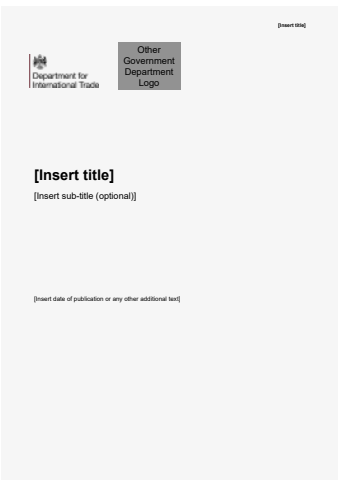 [Insert title]
Other
Government
Department
Logo
Department for
International Trade
[Insert title]
[Insert sub-title (optional)]
[Insert date of publication or any other additional text]